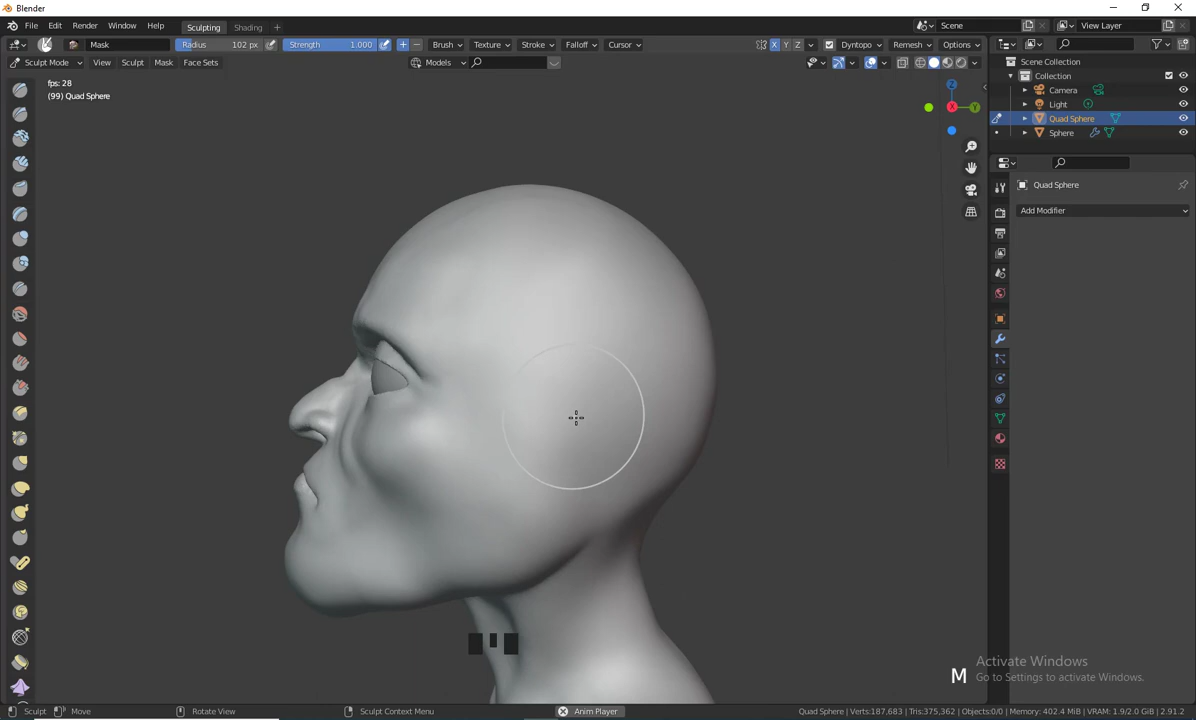 Blender
File Edit Render Window Help Sculpting Shading + Scene View Layer
Mask Radius 102 px Strength 1.000 Brush Texture Stroke Falloff Cursor X Y Z Dyntopo Remesh Options
Sculpt Mode View Sculpt Mask Face Sets Models
fps: 28
(99) Quad Sphere
Z
X
Y
Scene Collection
Collection
Camera
Light
Quad Sphere
Sphere
Quad Sphere
Add Modifier
M
Activate Windows
Go to Settings to activate Windows.
Sculpt Move Rotate View Sculpt Context Menu Anim Player Quad Sphere | Verts:187,683 | Tris:375,362 | Objects:0/0 | Memory: 402.4 MiB | VRAM: 1.9/2.0 GiB | 2.91.2